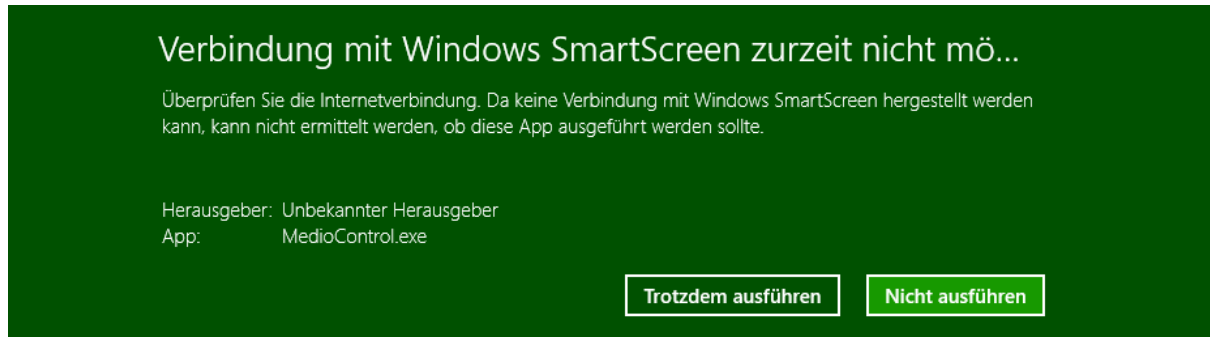 Verbindung mit Windows SmartScreen zurzeit nicht mö...
Überprüfen Sie die Internetverbindung. Da keine Verbindung mit Windows SmartScreen hergestellt werden
kann, kann nicht ermittelt werden, ob diese App ausgeführt werden sollte.
Herausgeber: Unbekannter Herausgeber
App: MedioControl.exe
Trotzdem ausführen Nicht ausführen